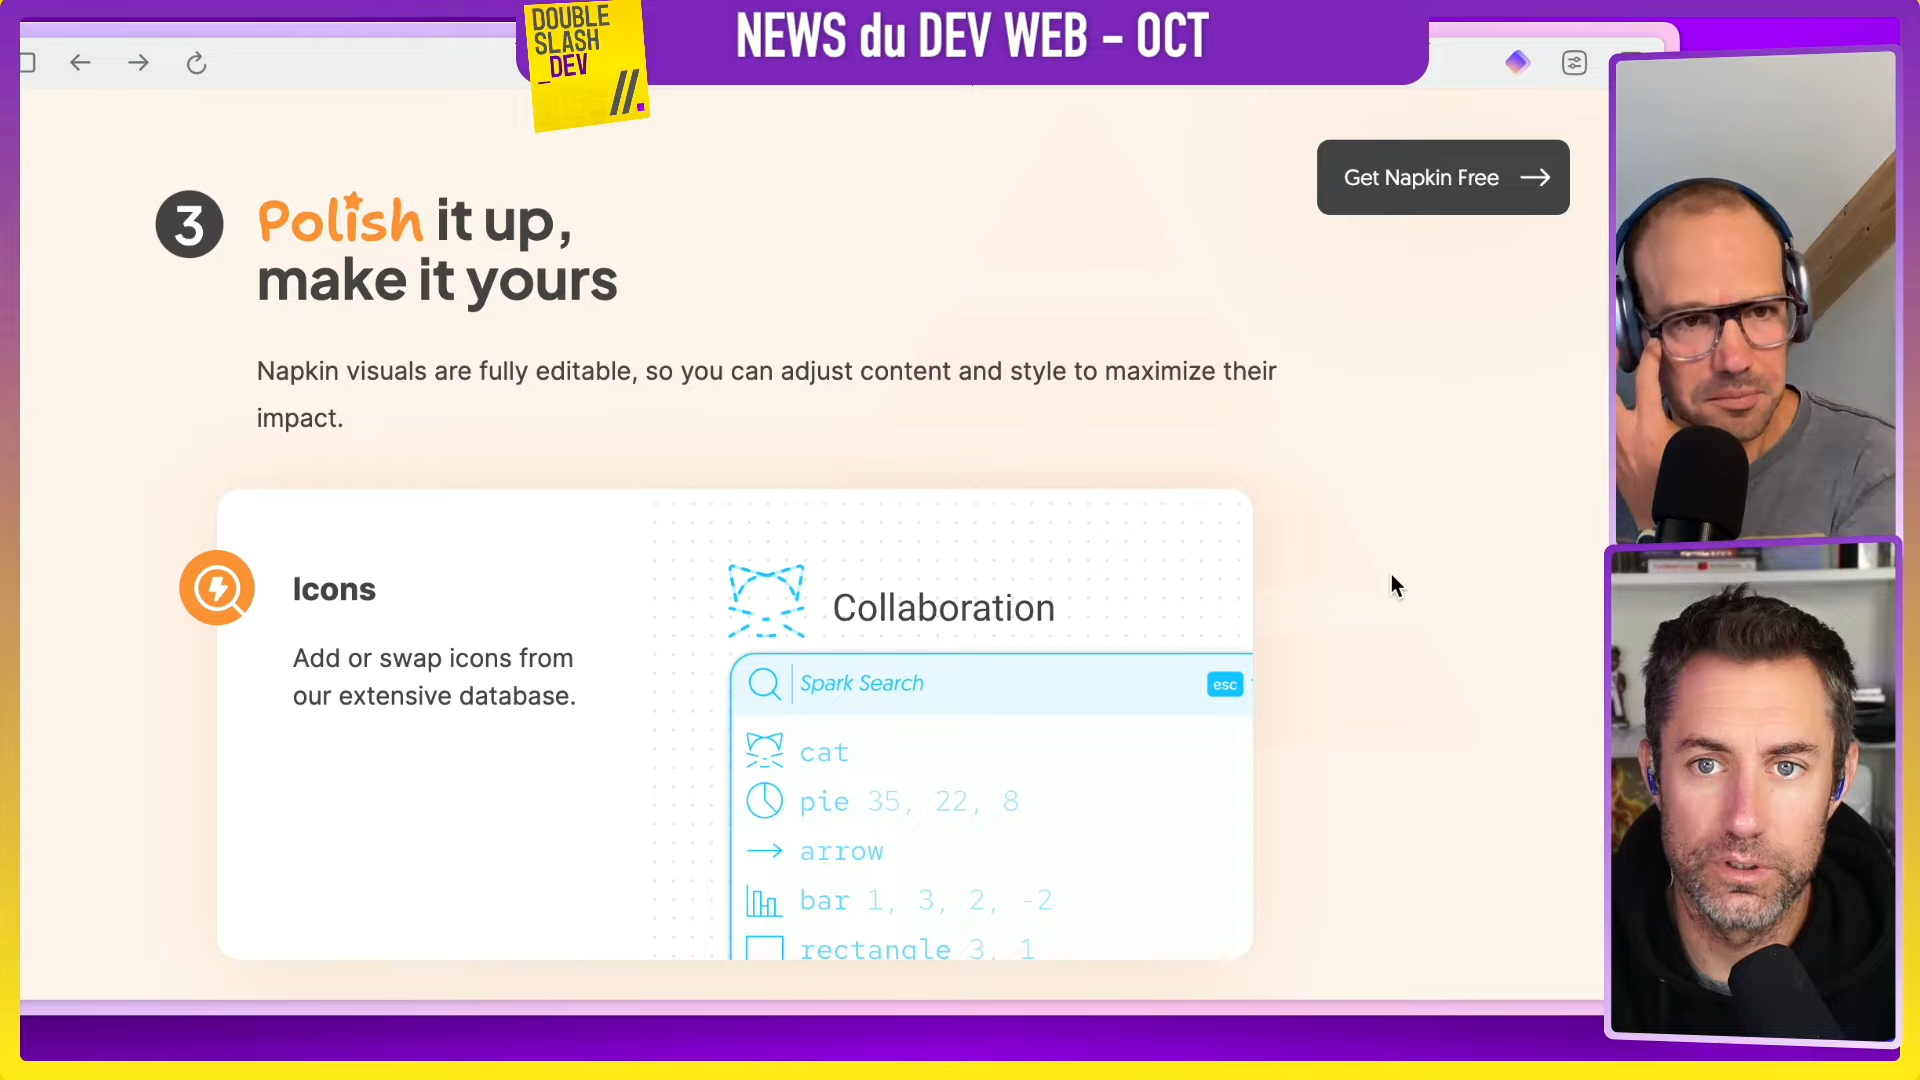 DOUBLE
SLASH
_DEV
//.
NEWS du DEV WEB - OCT
Get Napkin Free
3
Polish it up,
make it yours
Napkin visuals are fully editable, so you can adjust content and style to maximize their
impact.
Icons
Add or swap icons from
our extensive database.
Collaboration
Spark Search
esc
cat
pie 35, 22, 8
arrow
bar 1, 3, 2, -2
rectangle 3, 1